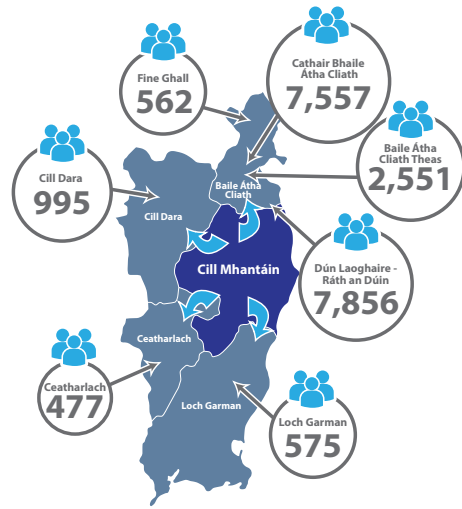 Fine Ghall
562
Cathair Bhaile
Átha Cliath
7,557
Baile Átha
Cliath Theas
2,551
Cill Dara
995
Baile Átha
Cliath
Cill Dara
Cill Mhantáin
Dún Laoghaire -
Ráth an Dúin
7,856
Ceatharlach
Ceatharlach
477
Loch Garman
Loch Garman
575